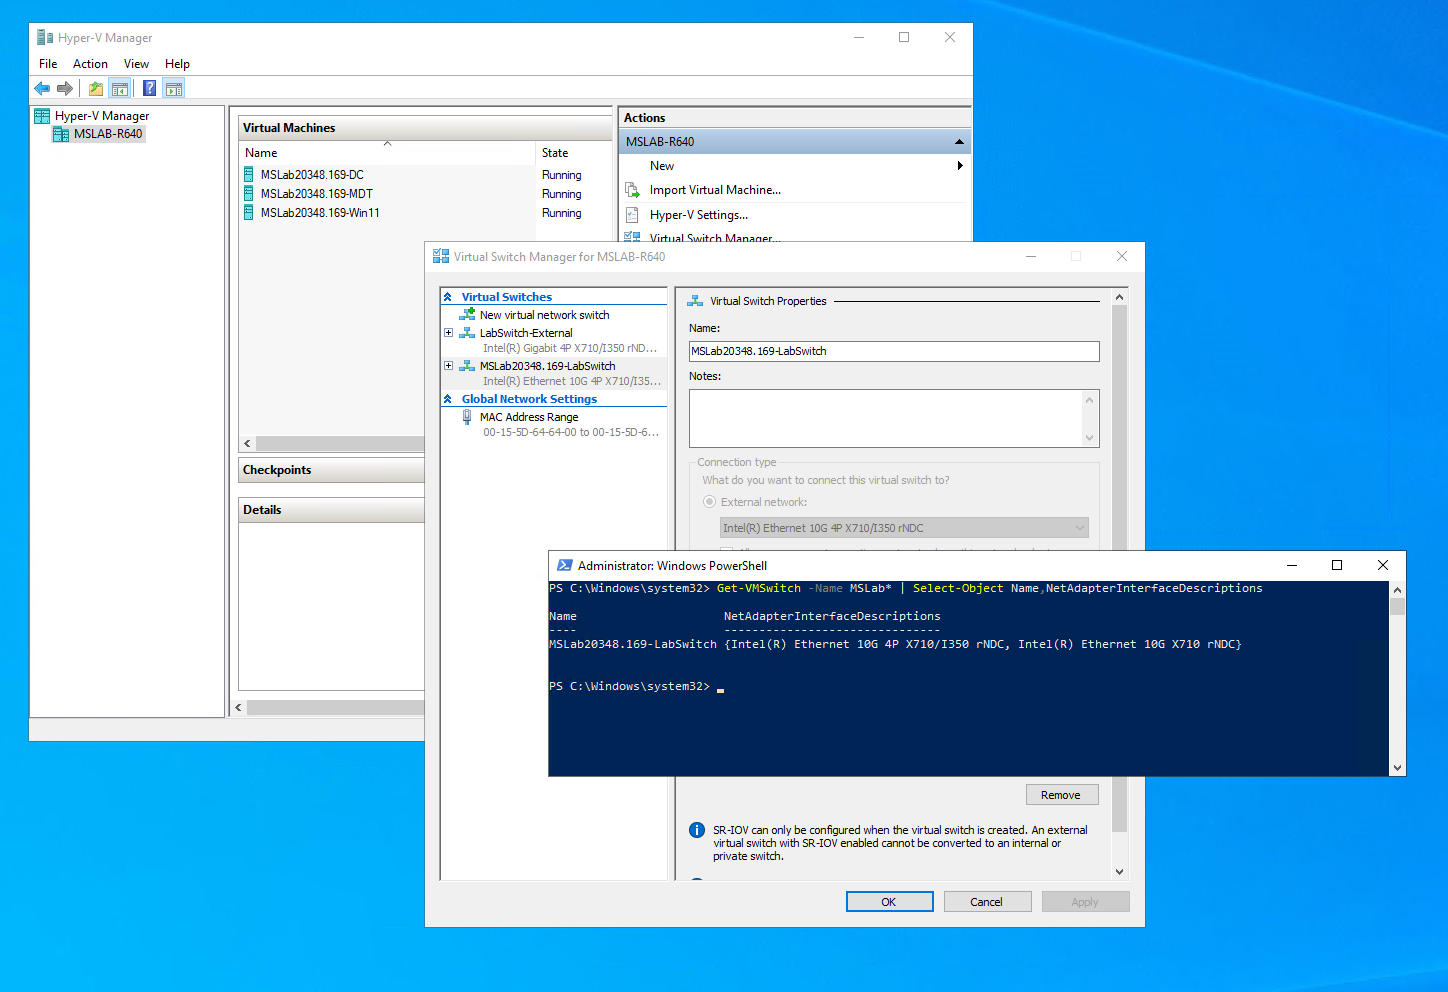 Hyper-V Manager
File Action View Help
Hyper-V Manager
MSLAB-R640
Virtual Machines
Name State
MSLab20348.169-DC Running
MSLab20348.169-MDT Running
MSLab20348.169-Win11 Running
Checkpoints
Details
Actions
MSLAB-R640
New
Import Virtual Machine...
Hyper-V Settings...
Virtual Switch Manager...
Virtual Switch Manager for MSLAB-R640
Virtual Switches
New virtual network switch
LabSwitch-External
Intel(R) Gigabit 4P X710/I350 rND...
MSLab20348.169-LabSwitch
Intel(R) Ethernet 10G 4P X710/I35...
Global Network Settings
MAC Address Range
00-15-5D-64-64-00 to 00-15-5D-6...
Virtual Switch Properties
Name:
MSLab20348.169-LabSwitch
Notes:
Connection type
What do you want to connect this virtual switch to?
External network:
Intel(R) Ethernet 10G 4P X710/I350 rNDC
Administrator: Windows PowerShell
PS C:\Windows\system32> Get-VMSwitch -Name MSLab* | Select-Object Name,NetAdapterInterfaceDescriptions
Name NetAdapterInterfaceDescriptions
---- -------------------------------
MSLab20348.169-LabSwitch {Intel(R) Ethernet 10G 4P X710/I350 rNDC, Intel(R) Ethernet 10G X710 rNDC}
PS C:\Windows\system32>
Remove
SR-IOV can only be configured when the virtual switch is created. An external
virtual switch with SR-IOV enabled cannot be converted to an internal or
private switch.
OK Cancel Apply